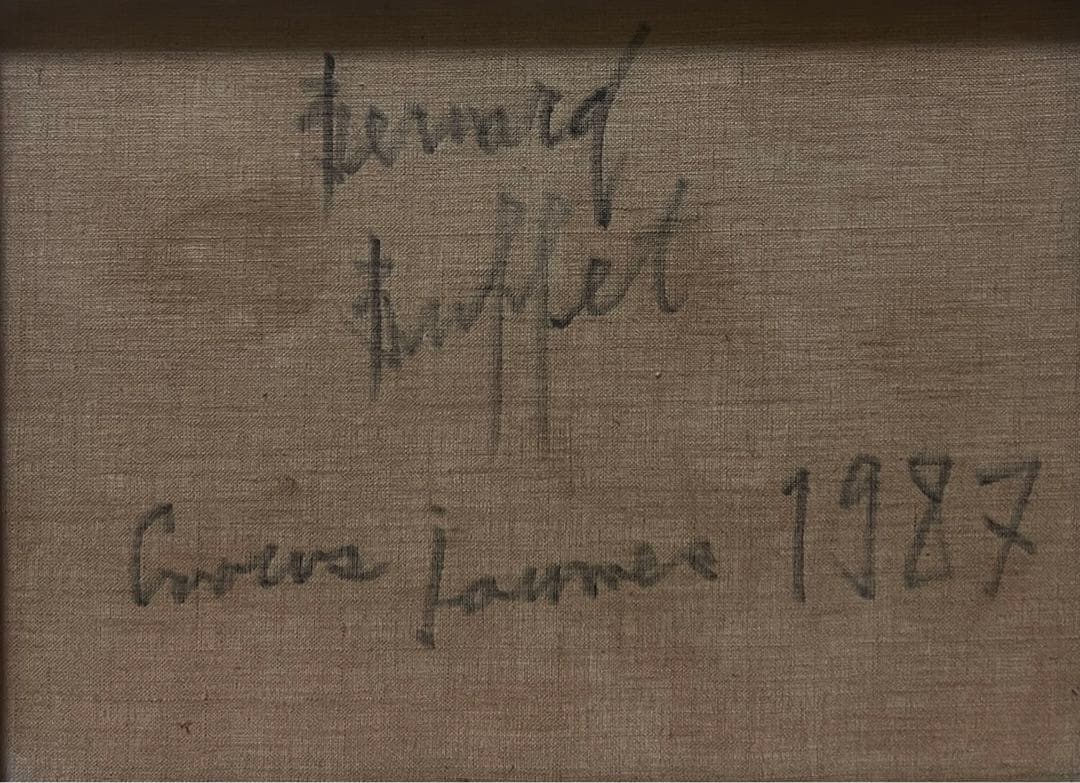 bernard
buffet
Crocus jaunes 1987